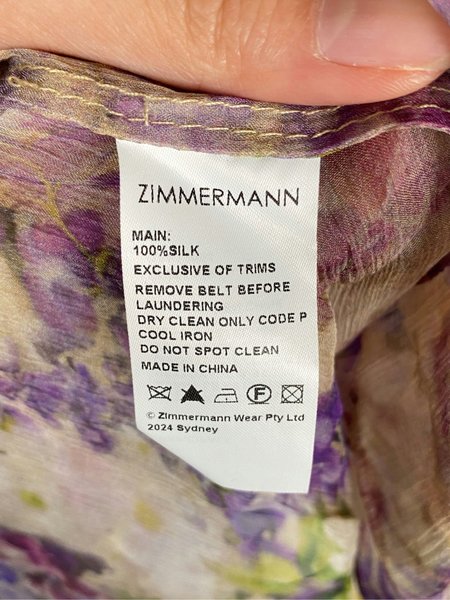 ZIMMERMANN
MAIN:
100%SILK
EXCLUSIVE OF TRIMS
REMOVE BELT BEFORE
LAUNDERING
DRY CLEAN ONLY CODE P
COOL IRON
DO NOT SPOT CLEAN
MADE IN CHINA
F
© Zimmermann Wear Pty Ltd
2024 Sydney